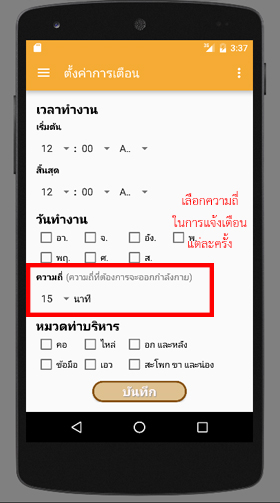 3:37
ตั้งค่าการเตือน
เวลาทำงาน
เริ่มต้น
12 : 00 A..
สิ้นสุด
12 : 00 A..
เลือกความถี่
ในการแจ้งเตือน
แต่ละครั้ง
วันทำงาน
อา. จ. อัง. พ.
พฤ. ศ. ส.
ความถี่ (ความถี่ที่ต้องการจะออกกำลังกาย)
15 นาที
หมวดท่าบริหาร
คอ ไหล่ อก และหลัง
ข้อมือ เอว สะโพก ขา และน่อง
บันทึก